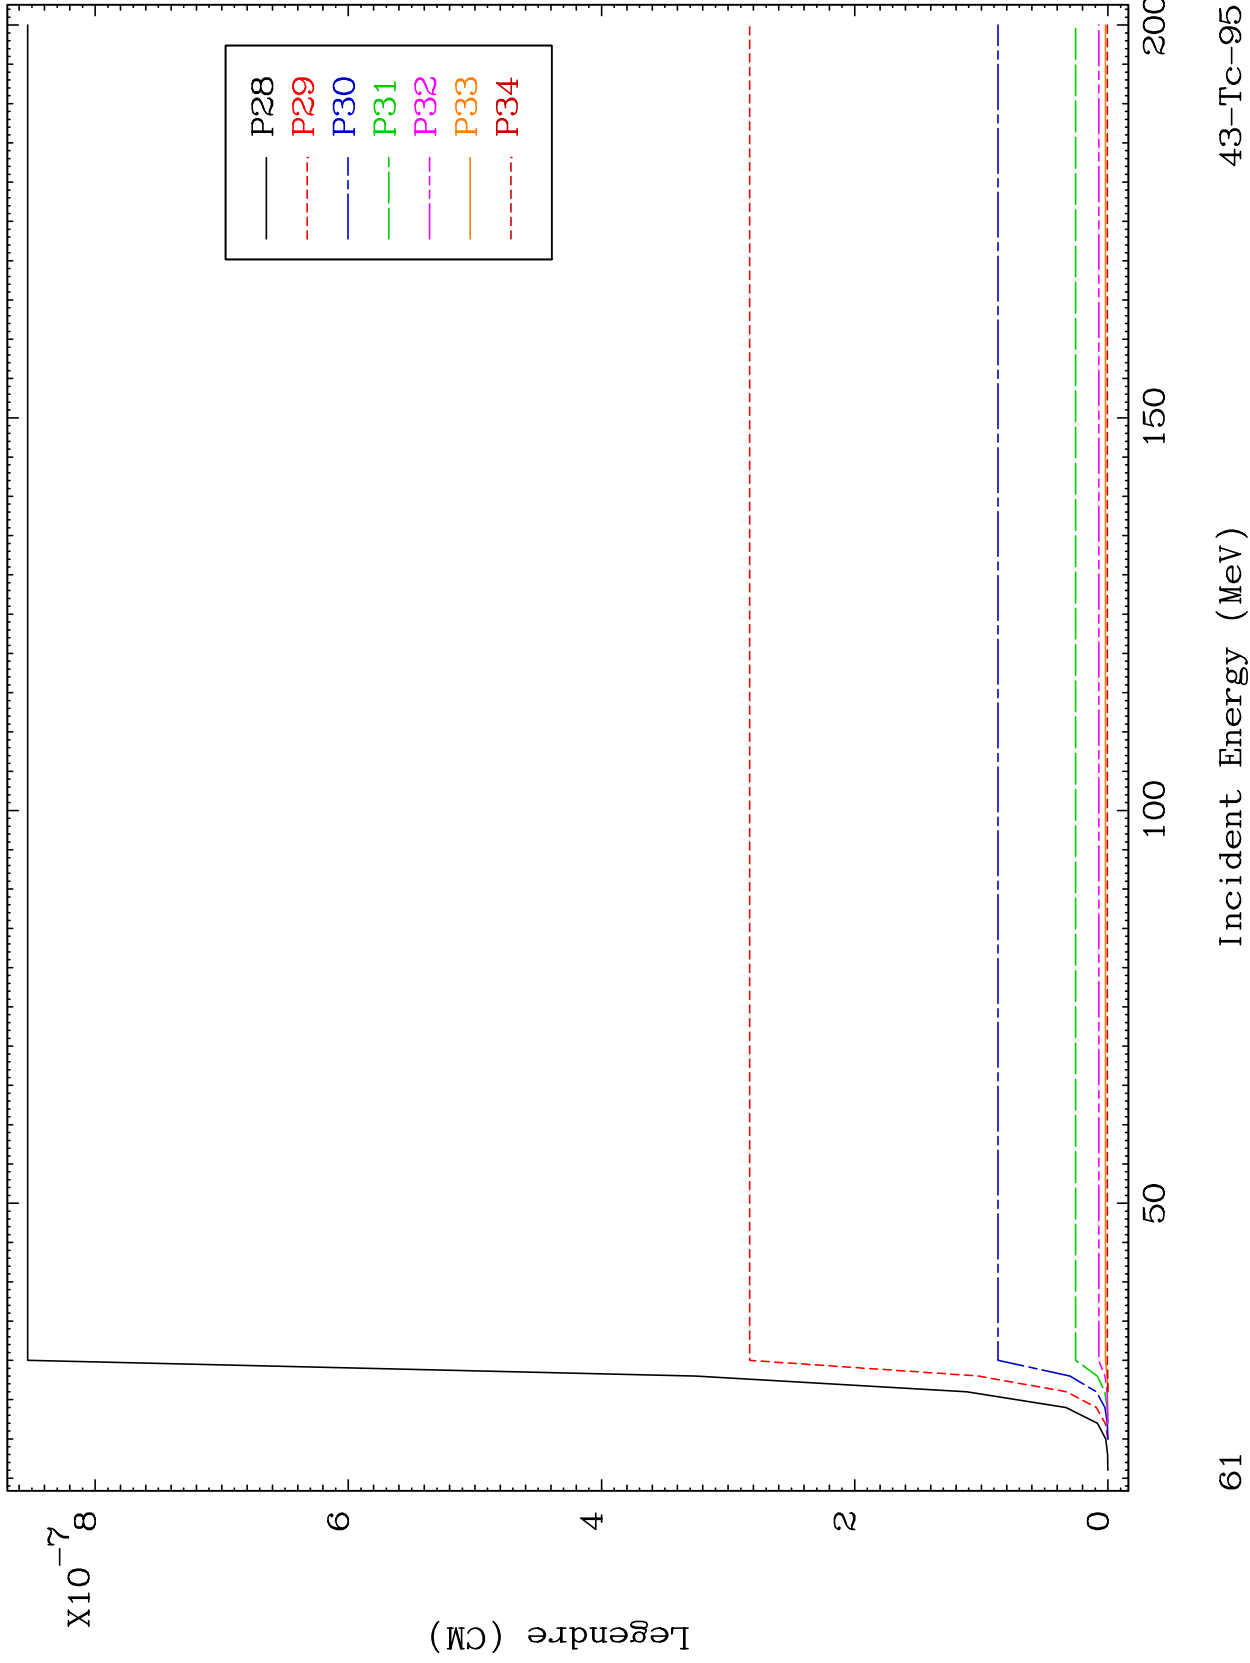 X10-7
8
6
4
2
0
Legendre (CM)
P28
P29
P30
P31
P32
P33
P34
50
100
150
200
Incident Energy (MeV)
61
43-Tc-95